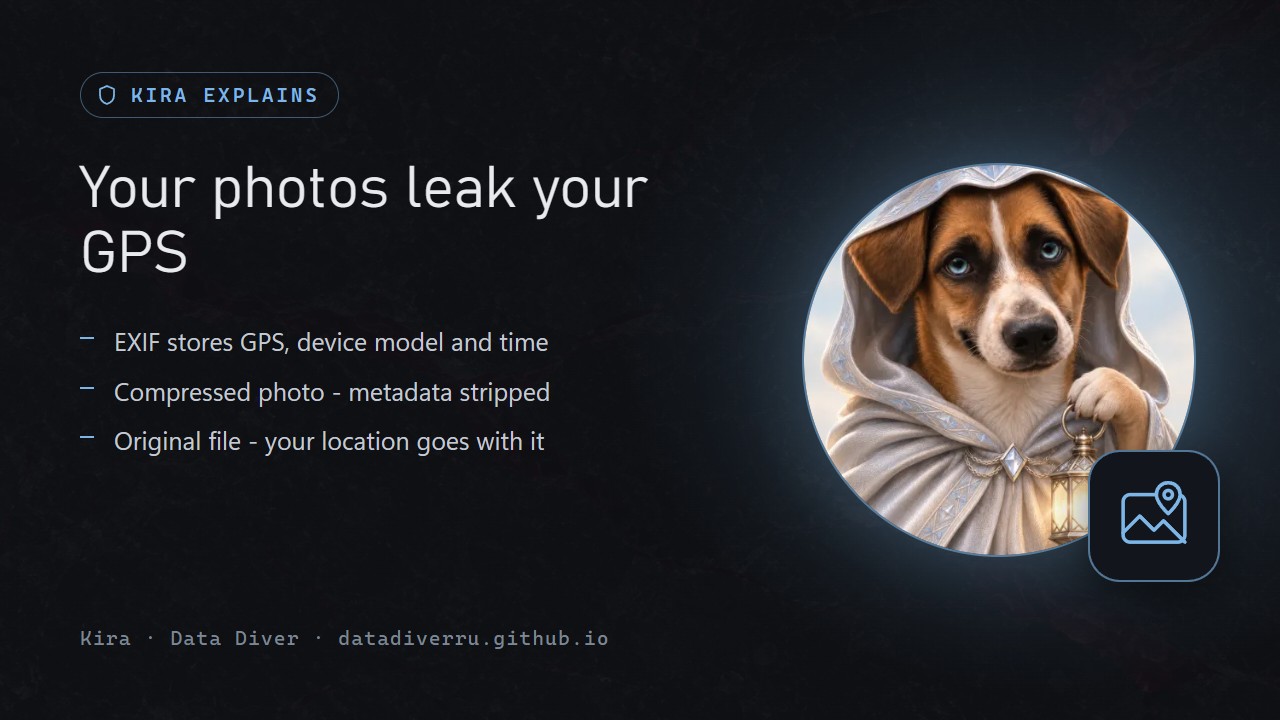 KIRA EXPLAINS
Your photos leak your
GPS
EXIF stores GPS, device model and time
Compressed photo - metadata stripped
Original file - your location goes with it
Kira · Data Diver · datadiverru.github.io